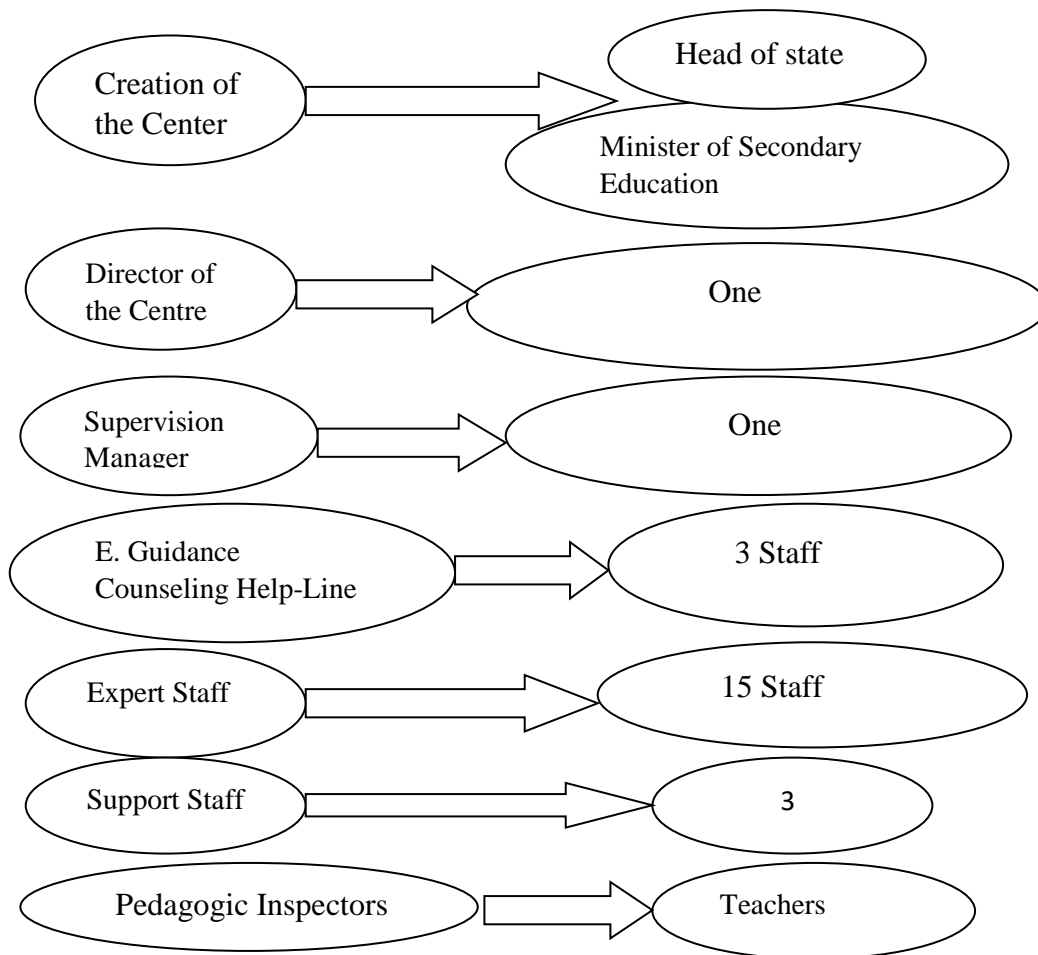 Creation of
the Center
Head of state
Minister of Secondary
Education
Director of
the Centre
One
Supervision
Manager
One
E. Guidance
Counseling Help-Line
3 Staff
Expert Staff
15 Staff
Support Staff
3
Pedagogic Inspectors
Teachers